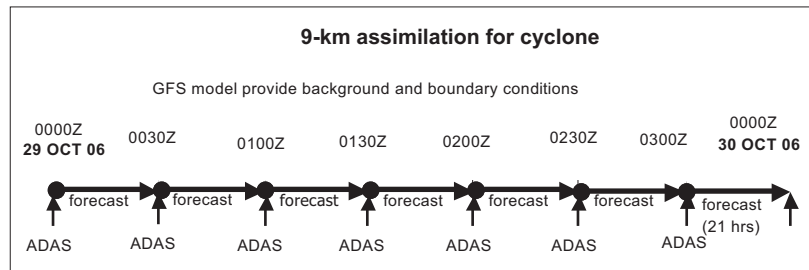 9-km assimilation for cyclone
GFS model provide background and boundary conditions
0000Z
29 OCT 06
0030Z
0100Z
0130Z
0200Z
0230Z
0300Z
0000Z
30 OCT 06
forecast
forecast
forecast
forecast
forecast
forecast
forecast
(21 hrs)
ADAS
ADAS
ADAS
ADAS
ADAS
ADAS
ADAS